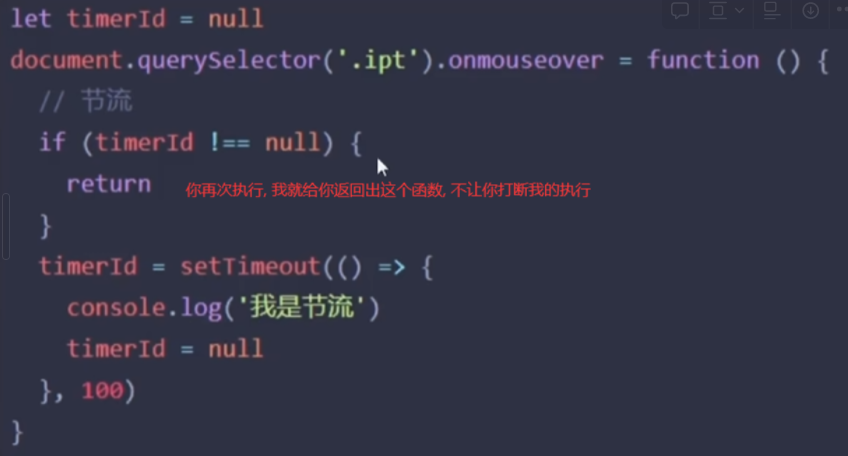 let timerId = null
document.querySelector('.ipt').onmouseover = function () {
// 节流
if (timerId !== null) {
return 你再次执行, 我就给你返回出这个函数, 不让你打断我的执行
}
timerId = setTimeout(() => {
console.log('我是节流')
timerId = null
}, 100)
}